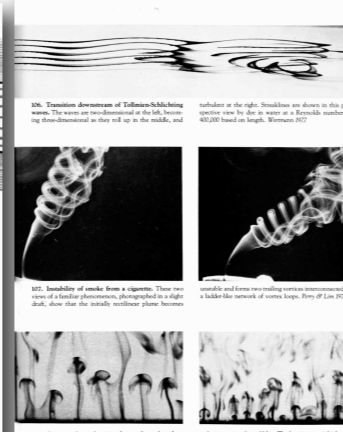 106. Transition downstream of Tollmien-Schlichting
waves. The waves are two-dimensional at the left, becom-
ing three-dimensional as they roll up in the middle, and
turbulent at the right. Streaklines are shown in this p
spective view by dye in water at a Reynolds number
400,000 based on length. Wortmann 1977
107. Instability of smoke from a cigarette. These two
views of a familiar phenomenon, photographed in a slight
draft, show that the initially rectilinear plume becomes
unstable and forms two trailing vortices interconnected
a ladder-like network of vortex loops. Perry & Lim 197